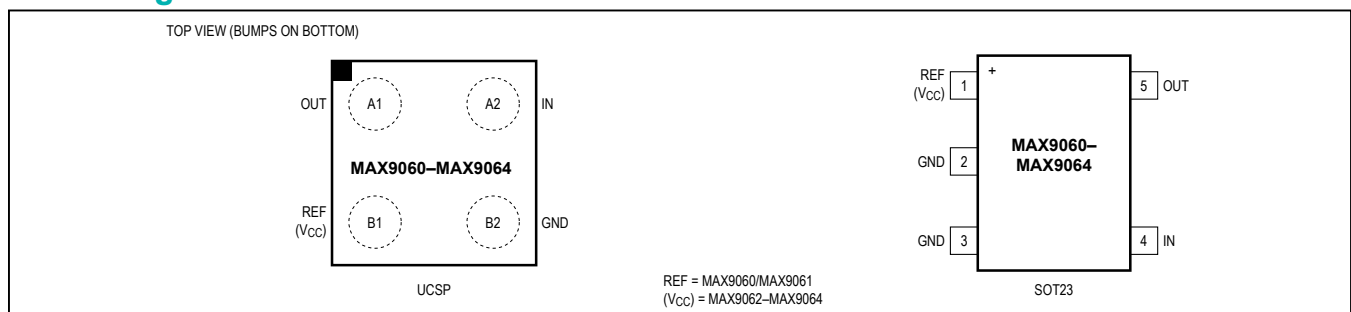 TOP VIEW (BUMPS ON BOTTOM)
OUT
A1
A2
IN
MAX9060–MAX9064
REF
(VCC)
B1
B2
GND
UCSP
REF = MAX9060/MAX9061
(VCC) = MAX9062–MAX9064
REF
(VCC)
1
+
5
OUT
GND
2
MAX9060–
MAX9064
GND
3
4
IN
SOT23